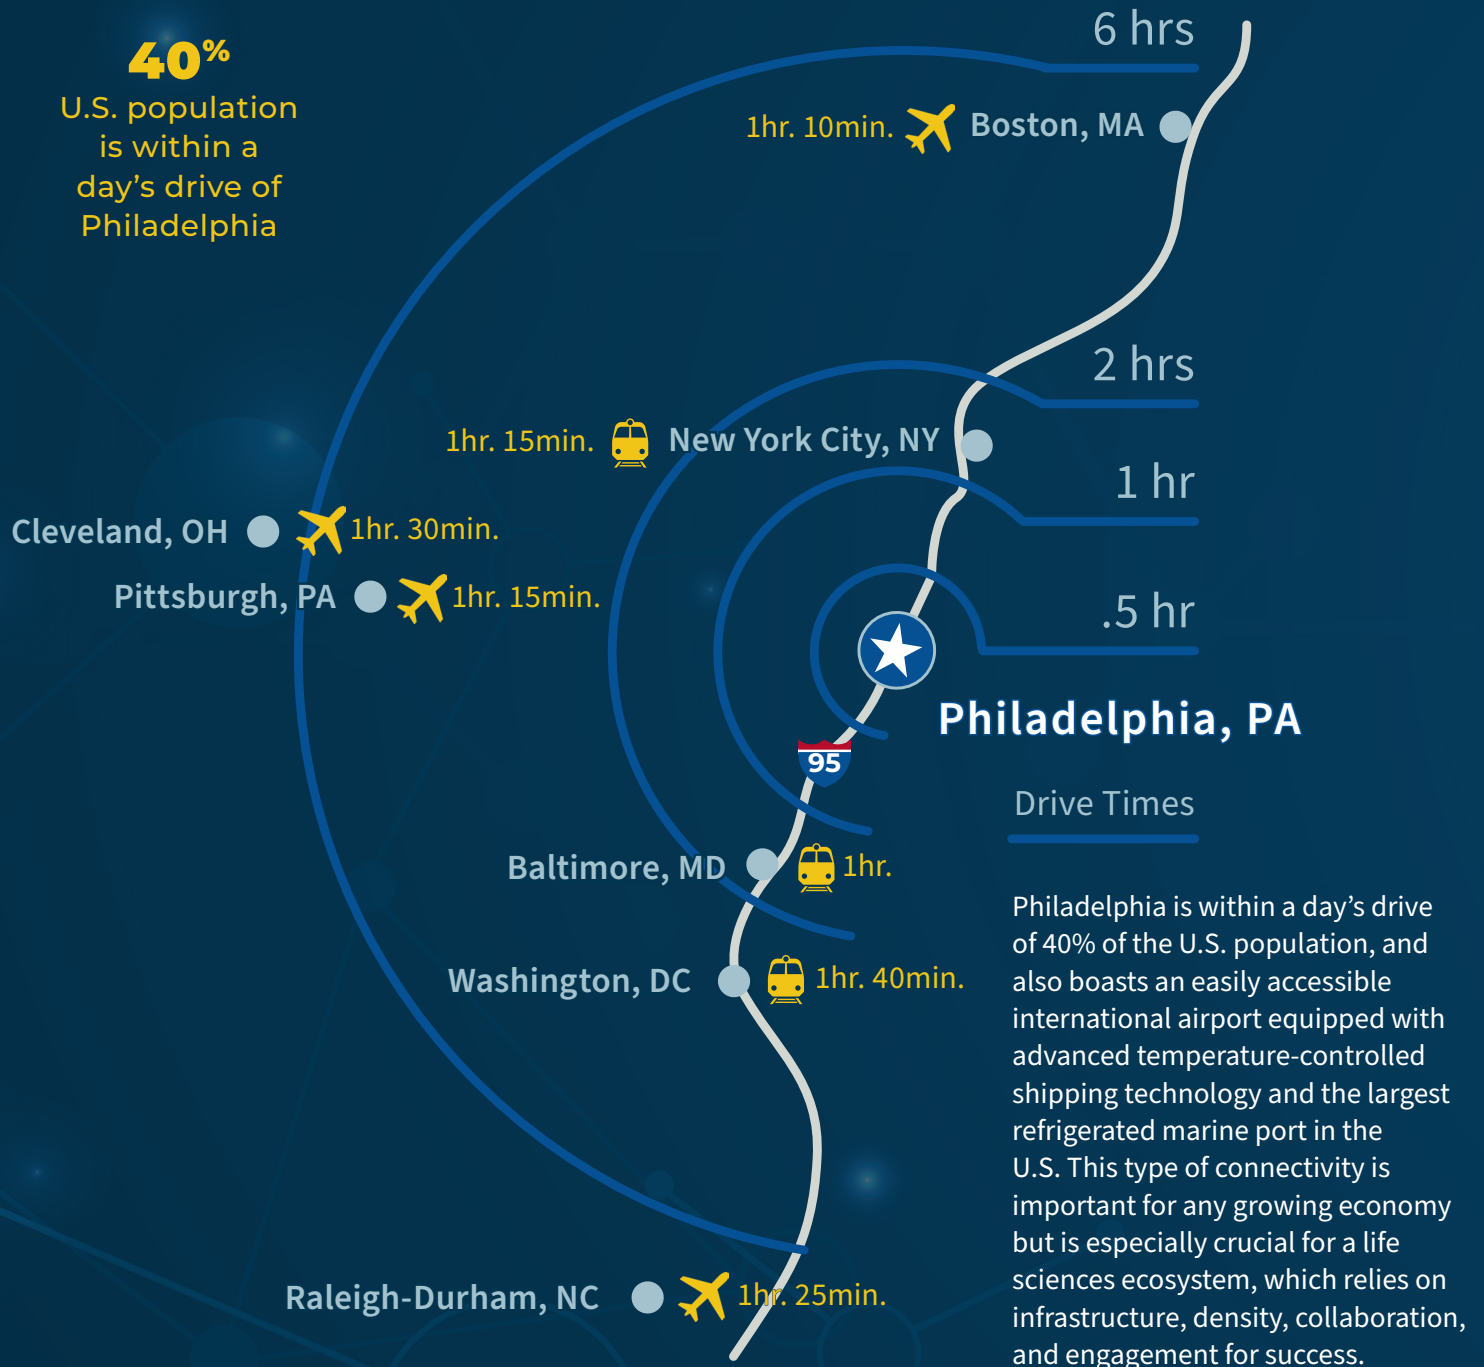 40%
U.S. population
is within a
day’s drive of
Philadelphia
6 hrs
1hr. 10min. Boston, MA
2 hrs
1hr. 15min. New York City, NY
1 hr
Cleveland, OH 1hr. 30min.
Pittsburgh, PA 1hr. 15min.
.5 hr
Philadelphia, PA
95
Drive Times
Baltimore, MD 1hr.
Washington, DC 1hr. 40min.
Raleigh-Durham, NC 1hr. 25min.
Philadelphia is within a day’s drive
of 40% of the U.S. population, and
also boasts an easily accessible
international airport equipped with
advanced temperature-controlled
shipping technology and the largest
refrigerated marine port in the
U.S. This type of connectivity is
important for any growing economy
but is especially crucial for a life
sciences ecosystem, which relies on
infrastructure, density, collaboration,
and engagement for success.